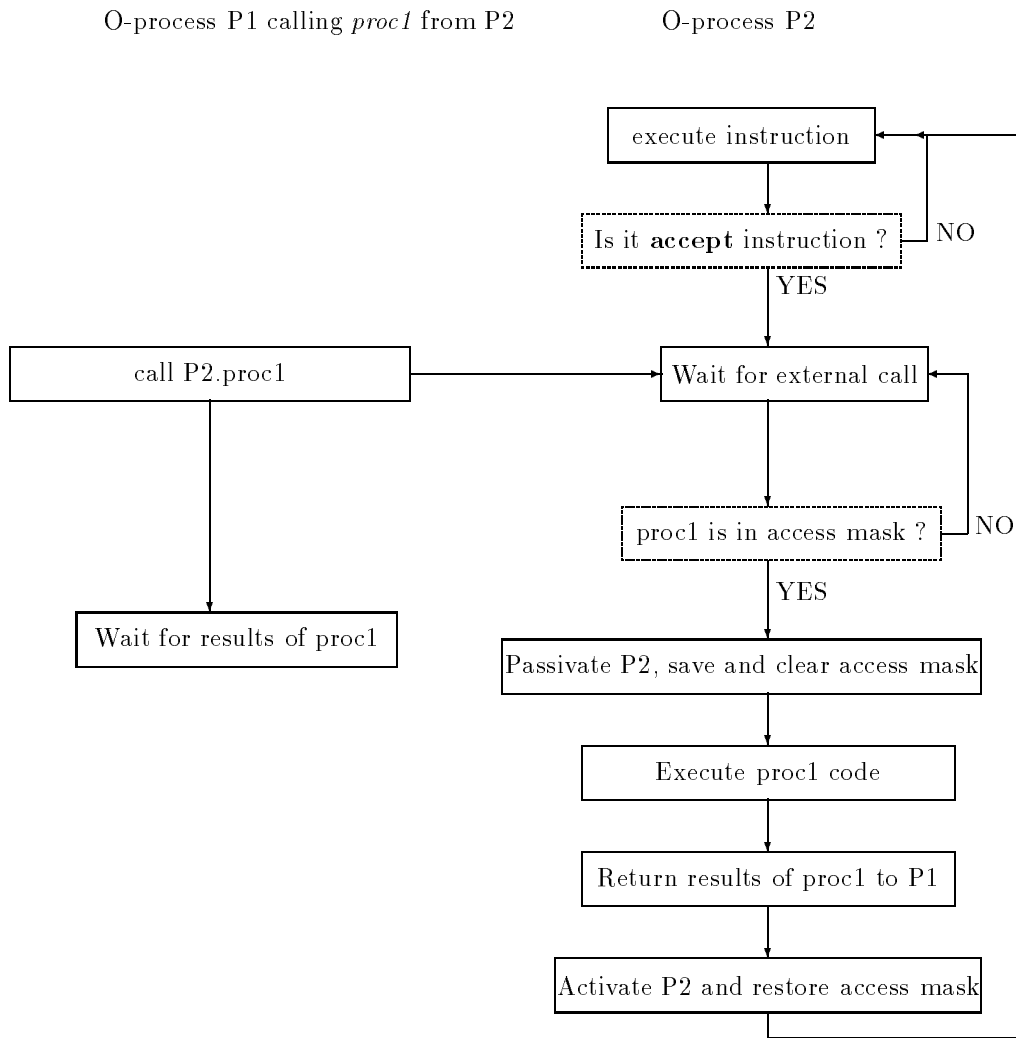 O-process P1 calling proc1 from P2
O-process P2
execute instruction
Is it accept instruction ?
NO
YES
call P2.proc1
Wait for external call
proc1 is in access mask ?
NO
YES
Wait for results of proc1
Passivate P2, save and clear access mask
Execute proc1 code
Return results of proc1 to P1
Activate P2 and restore access mask